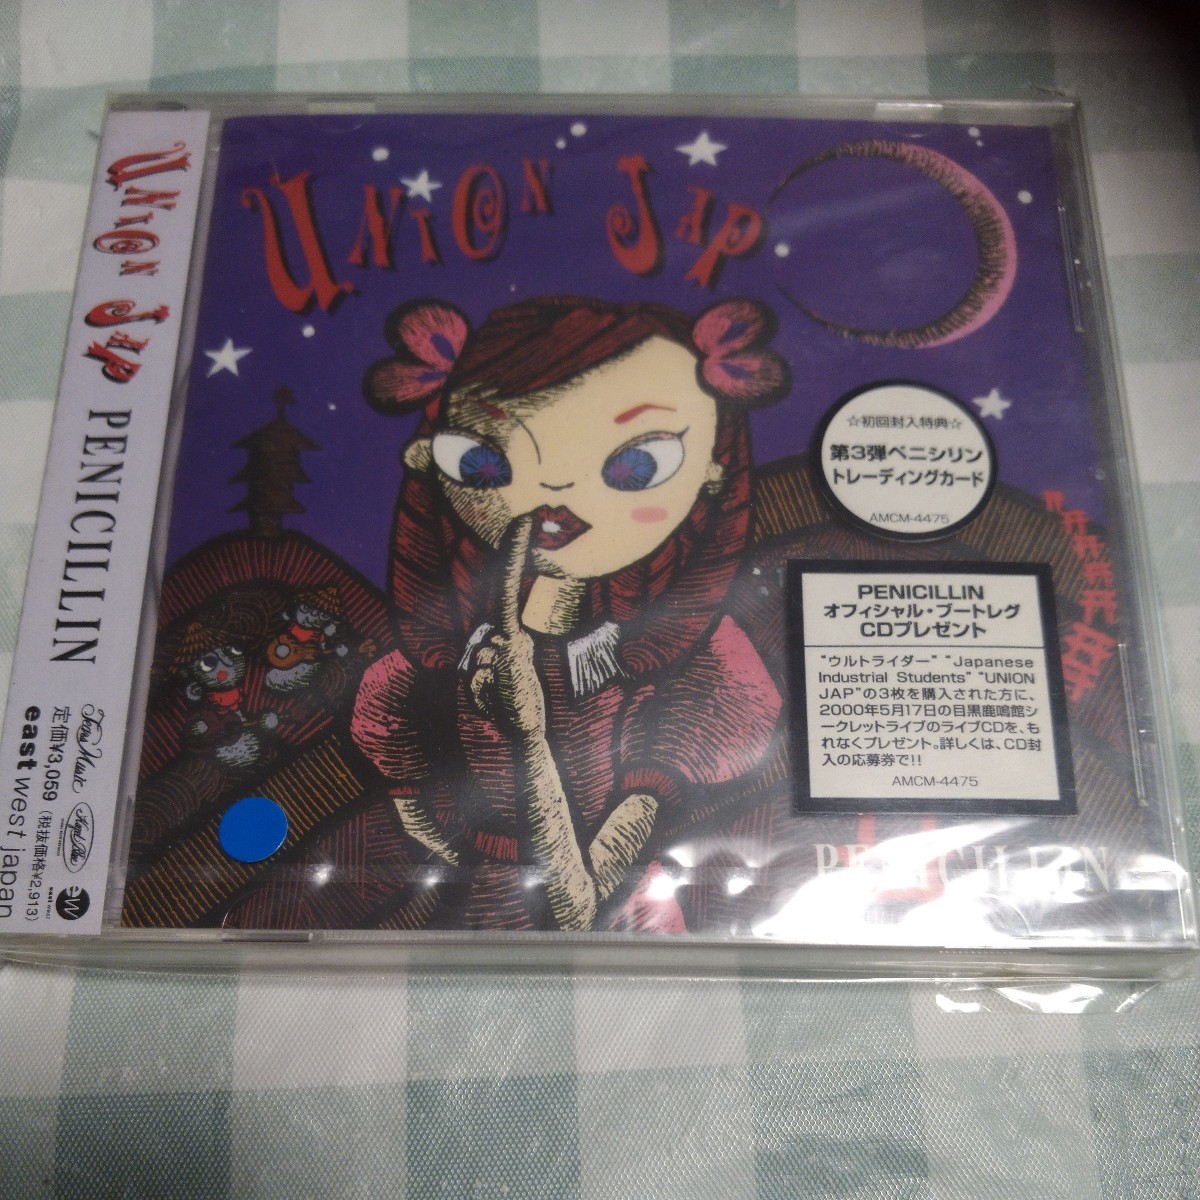 UNION JAP PENICILLIN
定価¥3,059(税抜価格¥2,913)
east west japan
UNION JAP
☆初回封入特典☆
第3弾ペニシリン
トレーディングカード
AMCM-4475
PENICILLIN
オフィシャル・ブートレグ
CDプレゼント
"ウルトライダー" "Japanese
Industrial Students" "UNION
JAP"の3枚を購入された方に、
2000年5月17日の目黒鹿鳴館シ
ークレットライブのライブCDを、も
れなくプレゼント。詳しくは、CD封
入の応募券で!!
AMCM-4475
PENICILLIN